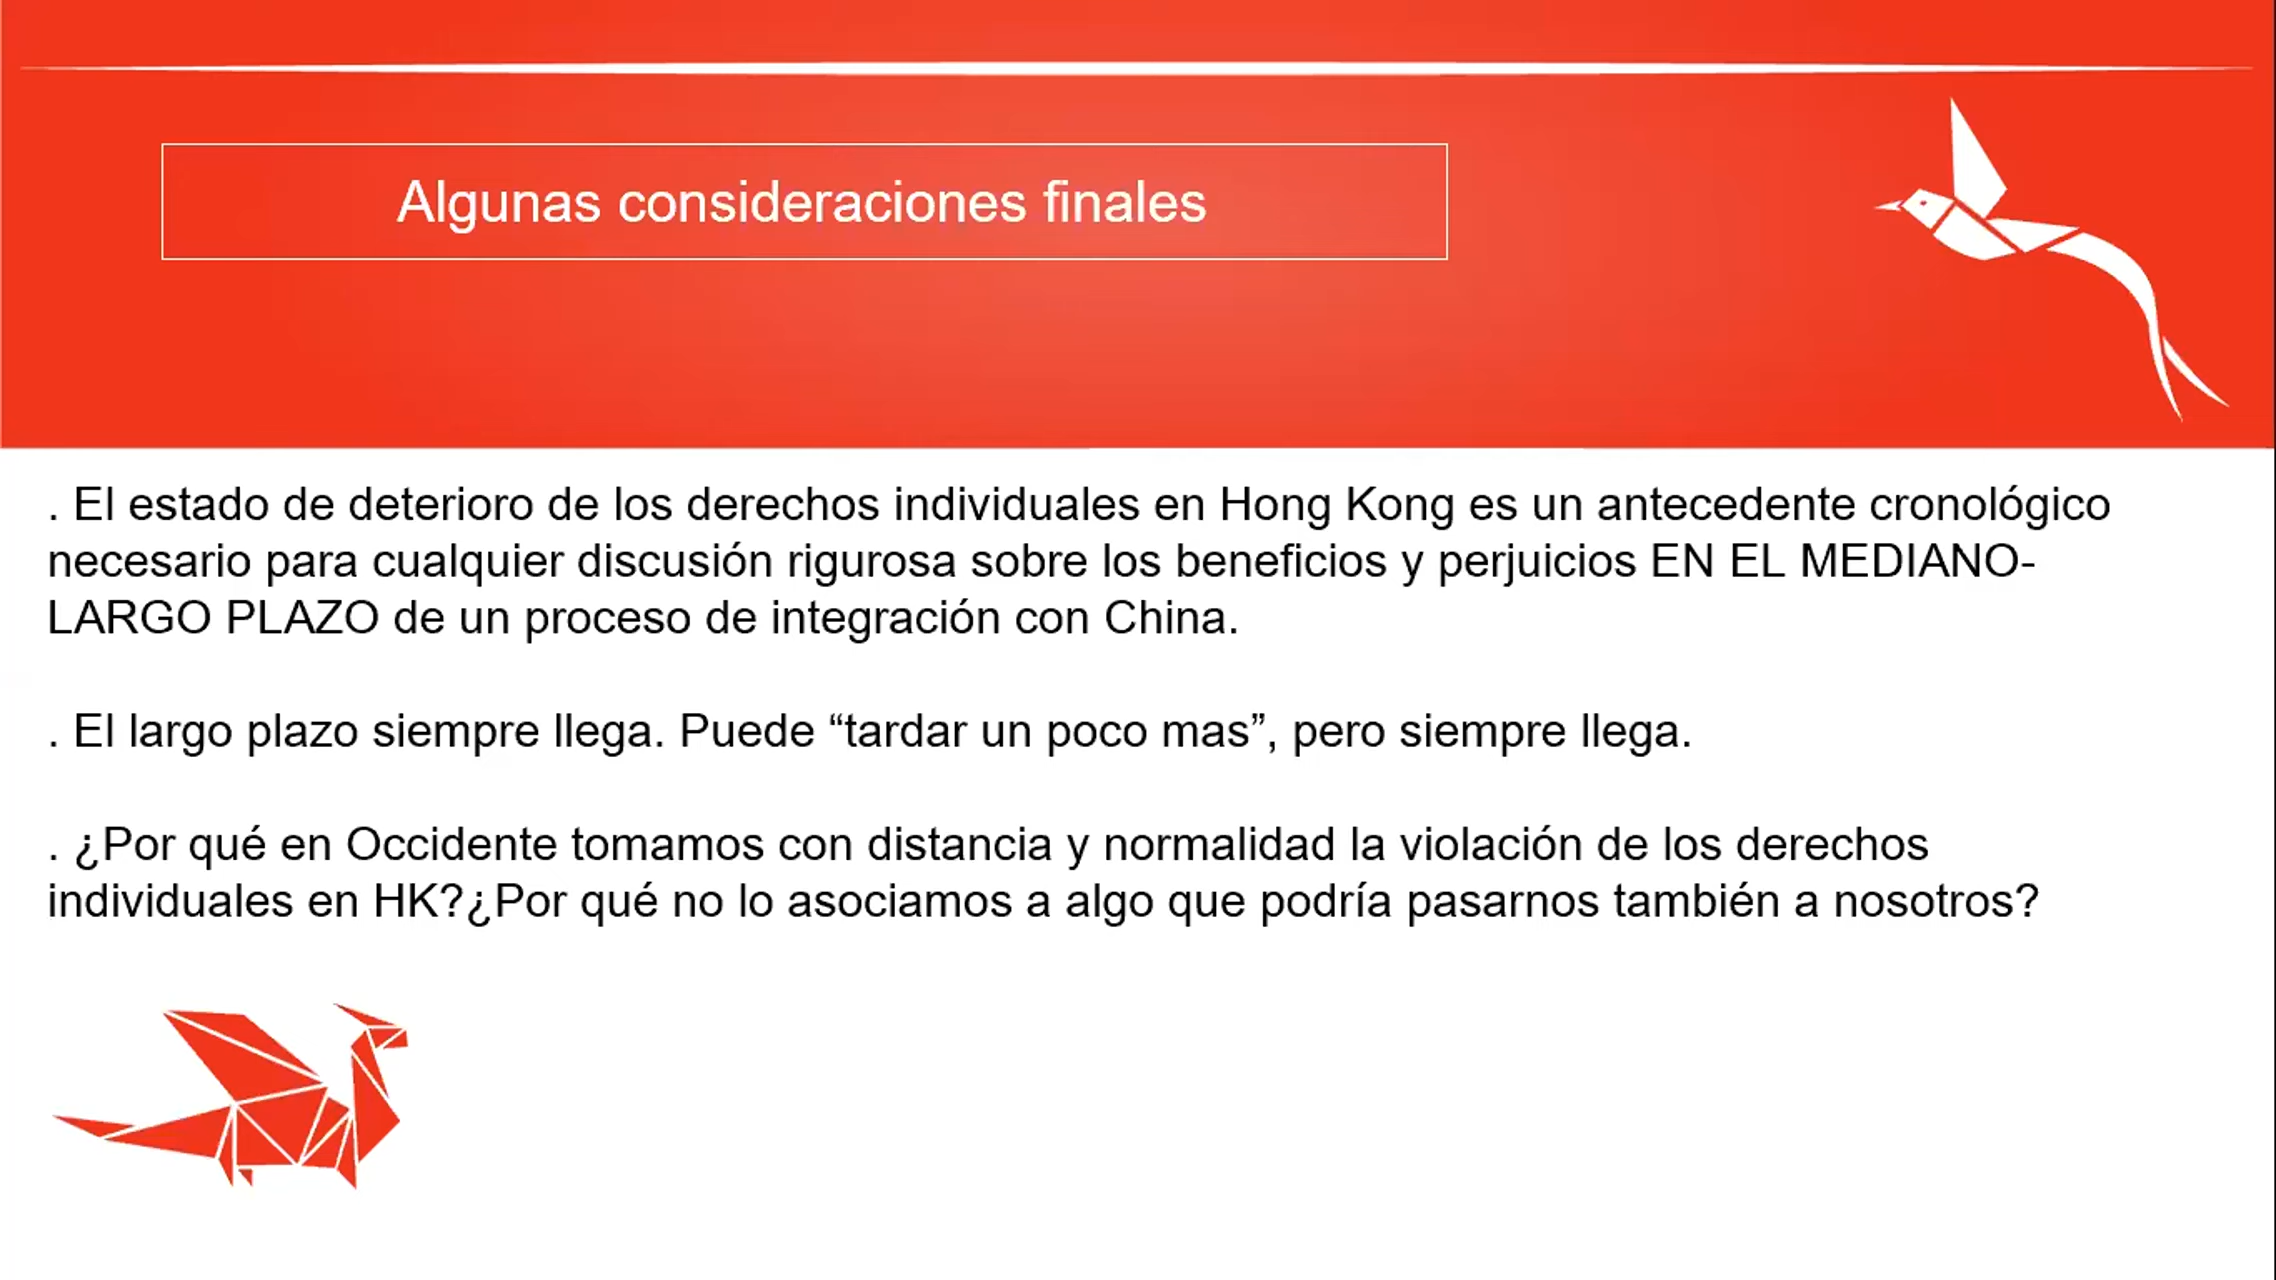 Algunas consideraciones finales
. El estado de deterioro de los derechos individuales en Hong Kong es un antecedente cronológico
necesario para cualquier discusión rigurosa sobre los beneficios y perjuicios EN EL MEDIANO-
LARGO PLAZO de un proceso de integración con China.
. El largo plazo siempre llega. Puede “tardar un poco mas”, pero siempre llega.
. ¿Por qué en Occidente tomamos con distancia y normalidad la violación de los derechos
individuales en HK?¿Por qué no lo asociamos a algo que podría pasarnos también a nosotros?